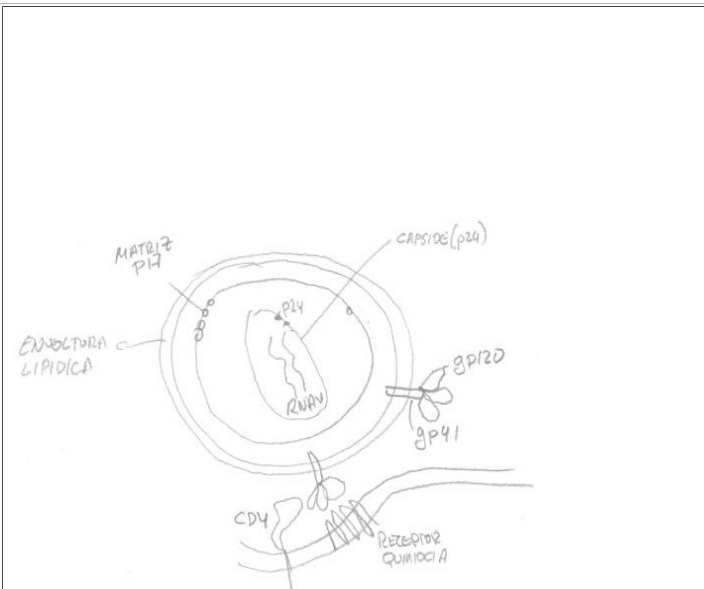 MATRIZ
P17
CAPSIDE (p24)
p24
ENVOLTURA
LIPIDICA
gp120
RNAV
gp41
CD4
RECEPTOR
QUIMIOCIA